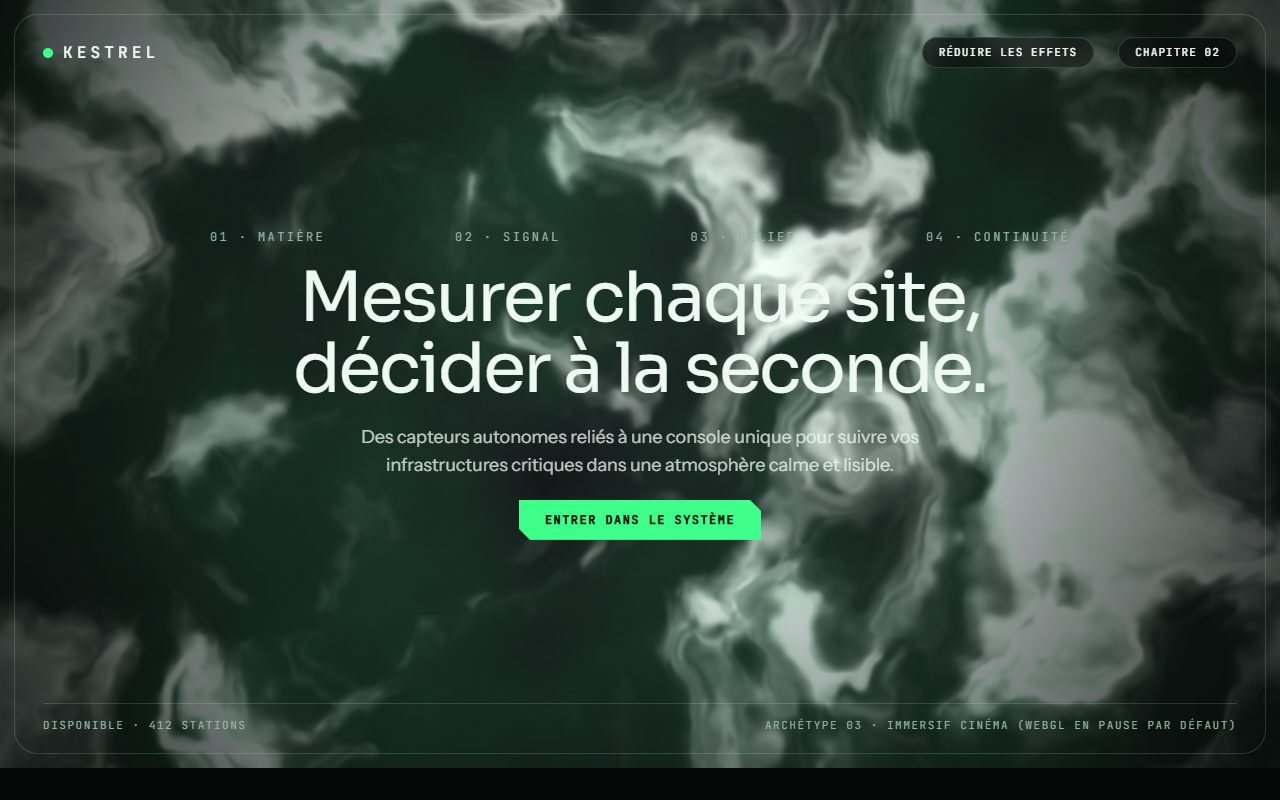 KESTREL
RÉDUIRE LES EFFETS
CHAPITRE 02
01 · MATIÈRE
02 · SIGNAL
03 · RELIEF
04 · CONTINUITÉ
Mesurer chaque site,
décider à la seconde.
Des capteurs autonomes reliés à une console unique pour suivre vos
infrastructures critiques dans une atmosphère calme et lisible.
ENTRER DANS LE SYSTÈME
DISPONIBLE · 412 STATIONS
ARCHÉTYPE 03 · IMMERSIF CINÉMA (WEBGL EN PAUSE PAR DÉFAUT)